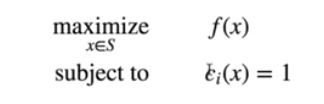 maximize f(x)
x∈S
subject to ℓ̇ᵢ(x) = 1